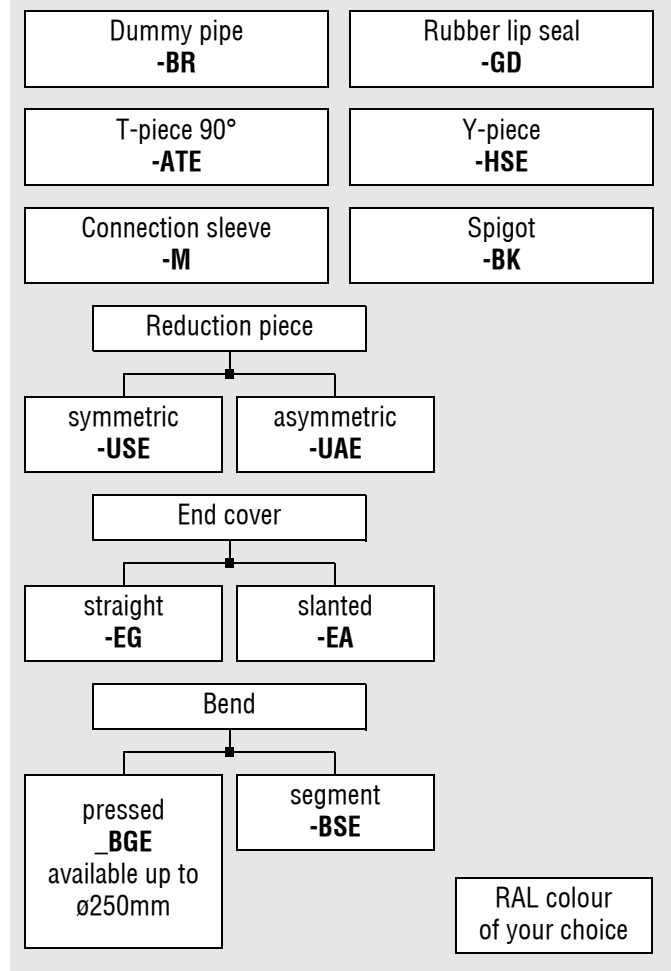 Dummy pipe
-BR
Rubber lip seal
-GD
T-piece 90°
-ATE
Y-piece
-HSE
Connection sleeve
-M
Spigot
-BK
Reduction piece
symmetric
-USE
asymmetric
-UAE
End cover
straight
-EG
slanted
-EA
Bend
pressed
_BGE
available up to
ø250mm
segment
-BSE
RAL colour
of your choice